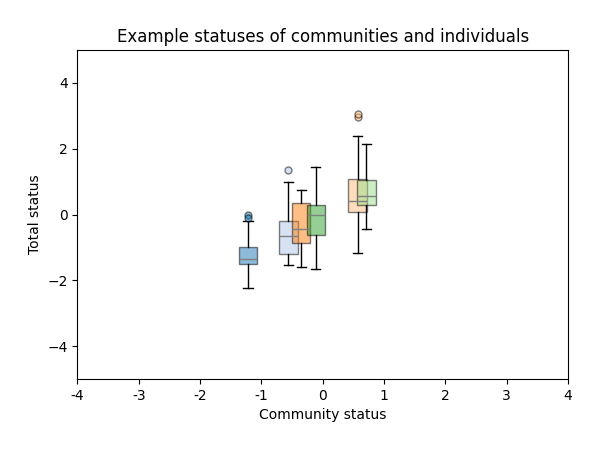 Example statuses of communities and individuals
Total status
4
2
0
−2
−4
-4 -3 -2 -1 0 1 2 3 4
Community status